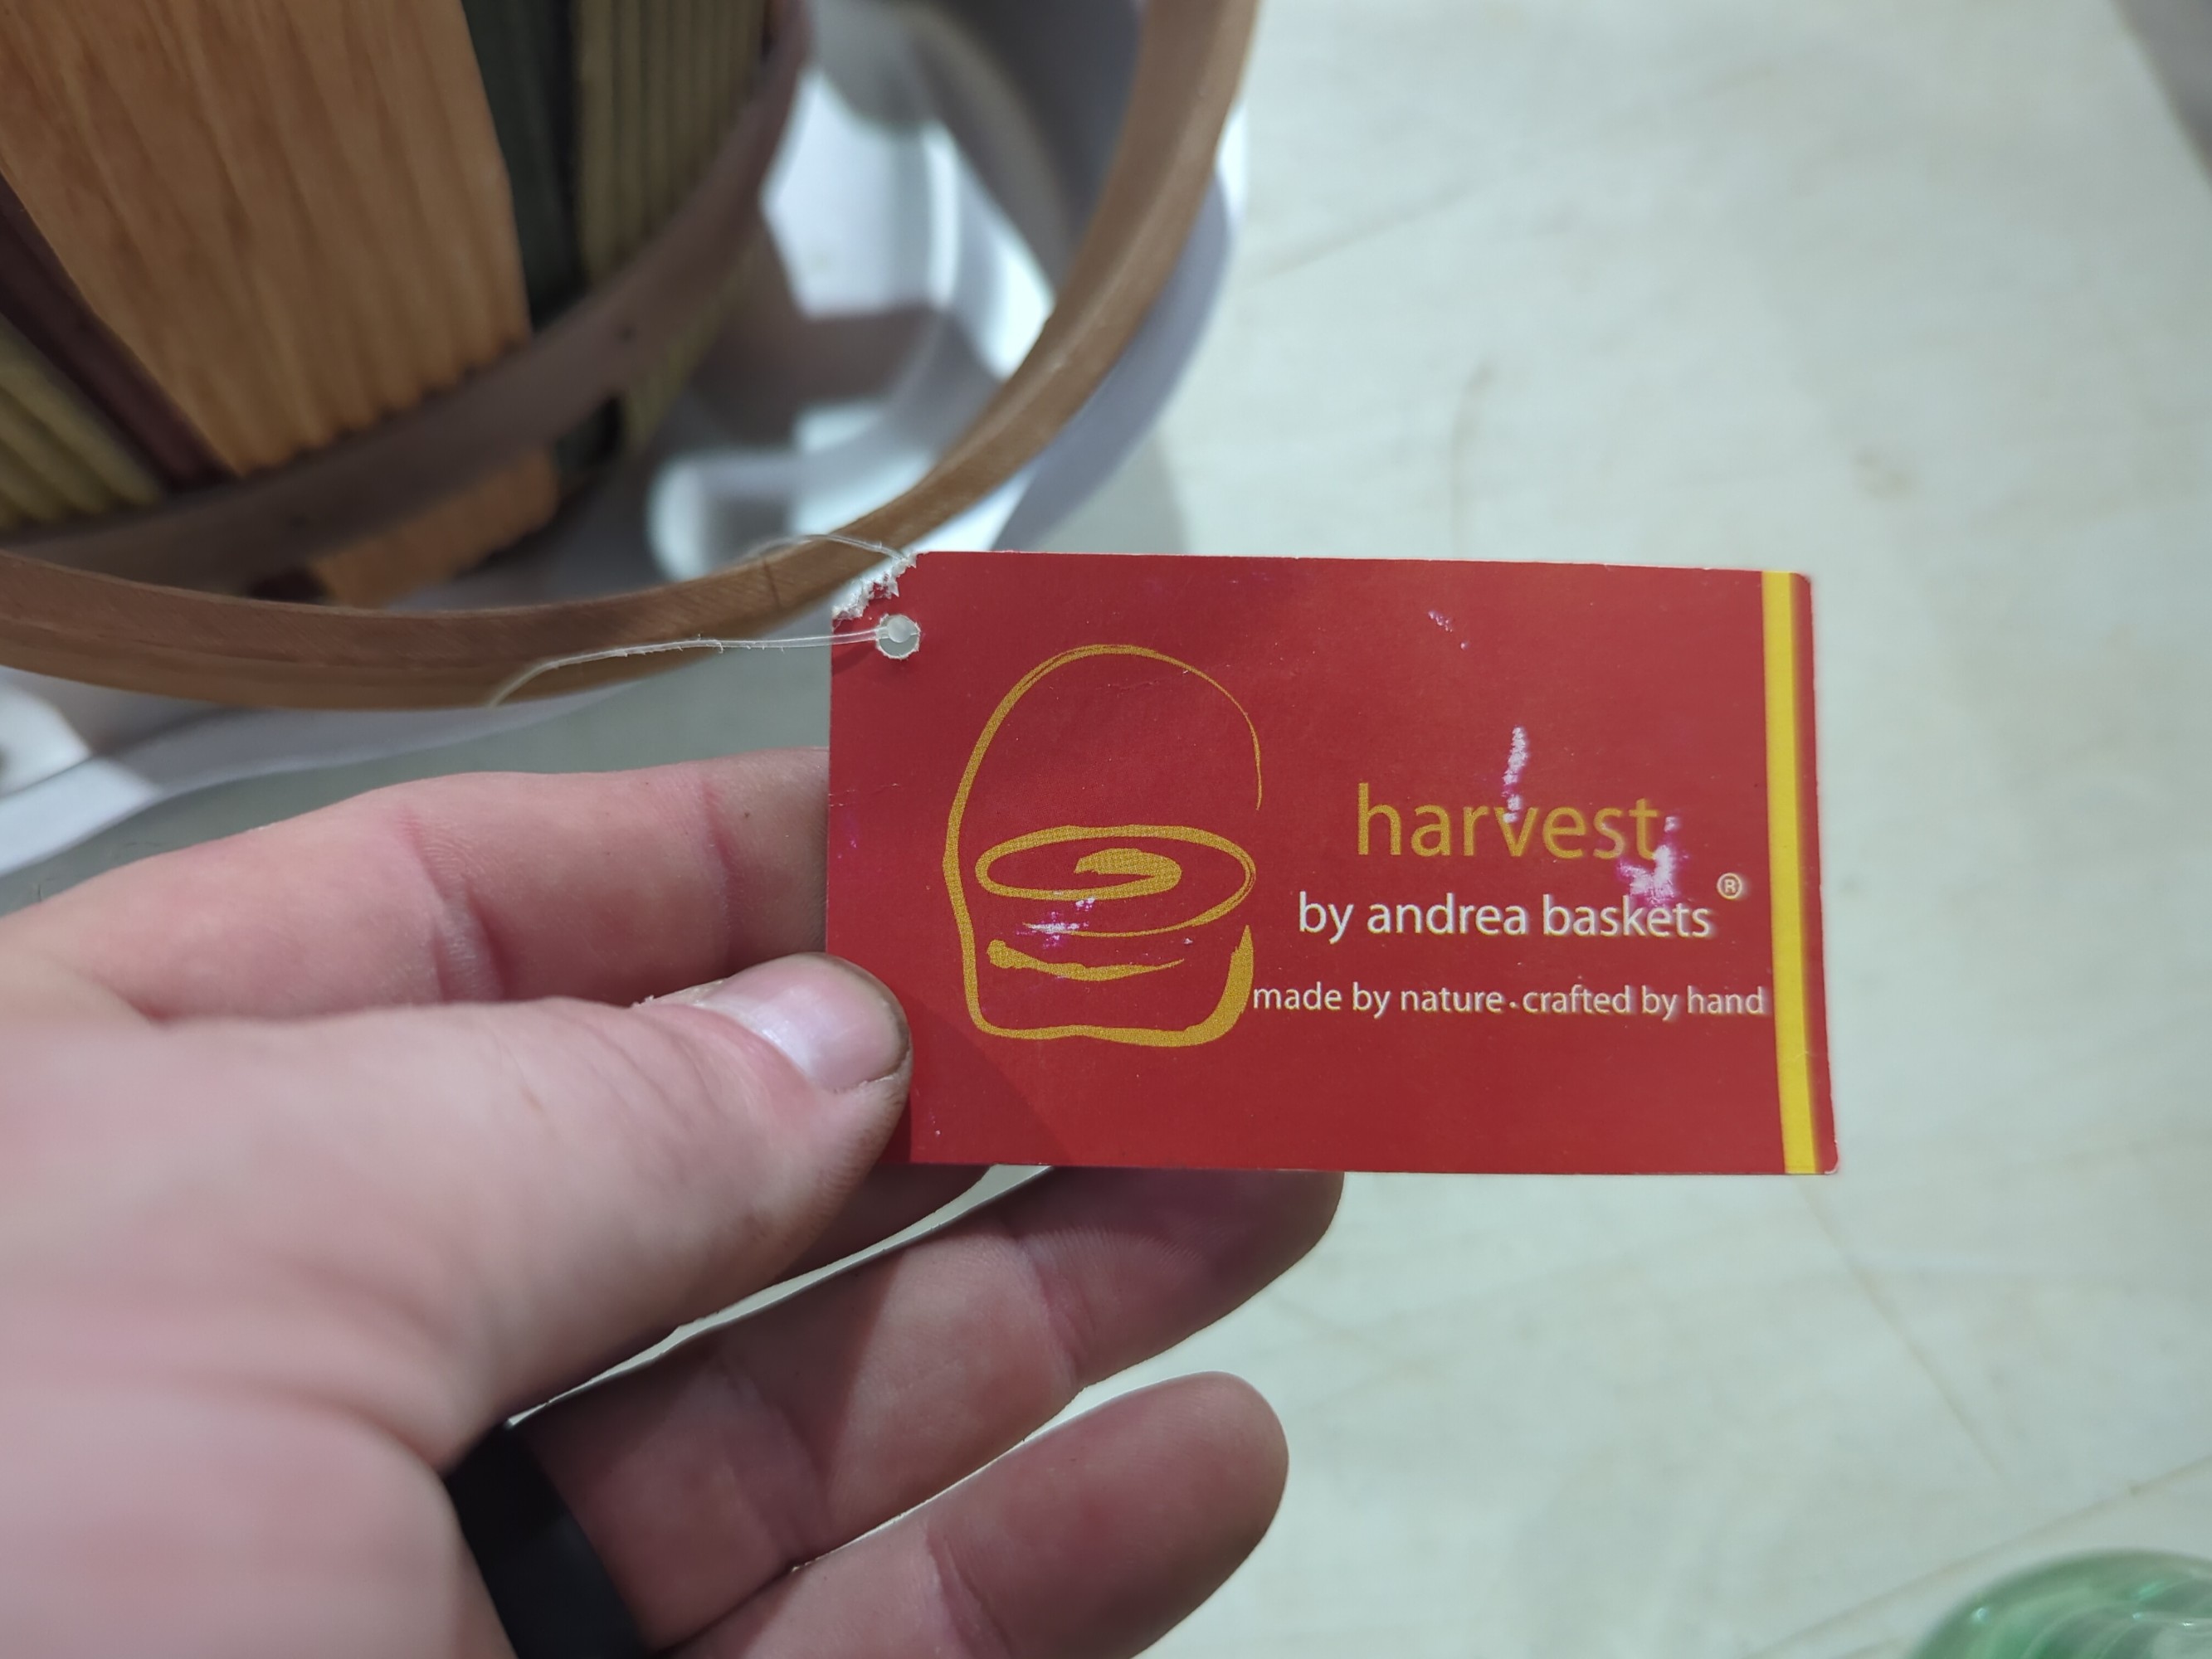 harvest
by andrea baskets®
made by nature • crafted by hand